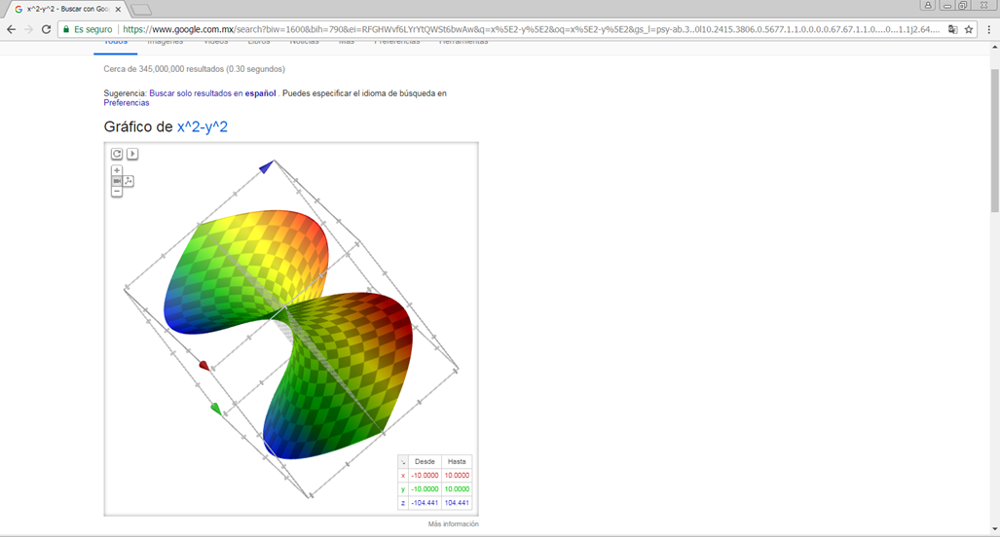 x^2-y^2 - Buscar con Goo
Es seguro
https://www.google.com.mx/search?biw=1600&bih=790&ei=RFGHWvf6LYrYtQWSt6bwAw&q=x%5E2-y%5E2&oq=x%5E2-y%5E2&gs_l=psy-ab.3..0l10.2415.3806.0.5677.1.1.0.0.0.0.67.67.1.1.0....0...1.1j2.64....
Todos Imágenes Videos Libros Noticias Más Preferencias Herramientas
Cerca de 345,000,000 resultados (0.30 segundos)
Sugerencia: Buscar solo resultados en español . Puedes especificar el idioma de búsqueda en
Preferencias
Gráfico de x^2-y^2
Desde Hasta
x -10.0000 10.0000
y -10.0000 10.0000
z -104.441 104.441
Más información